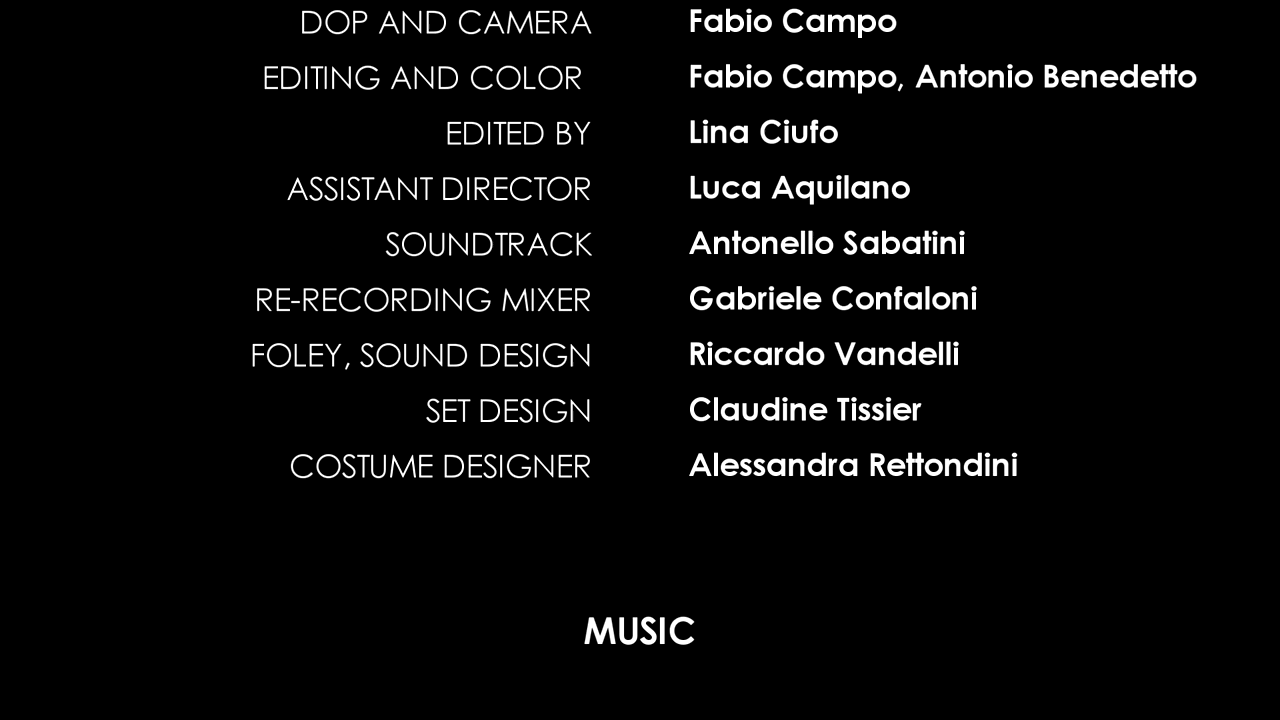 DOP AND CAMERA Fabio Campo
EDITING AND COLOR Fabio Campo, Antonio Benedetto
EDITED BY Lina Ciufo
ASSISTANT DIRECTOR Luca Aquilano
SOUNDTRACK Antonello Sabatini
RE-RECORDING MIXER Gabriele Confaloni
FOLEY, SOUND DESIGN Riccardo Vandelli
SET DESIGN Claudine Tissier
COSTUME DESIGNER Alessandra Rettondini
MUSIC